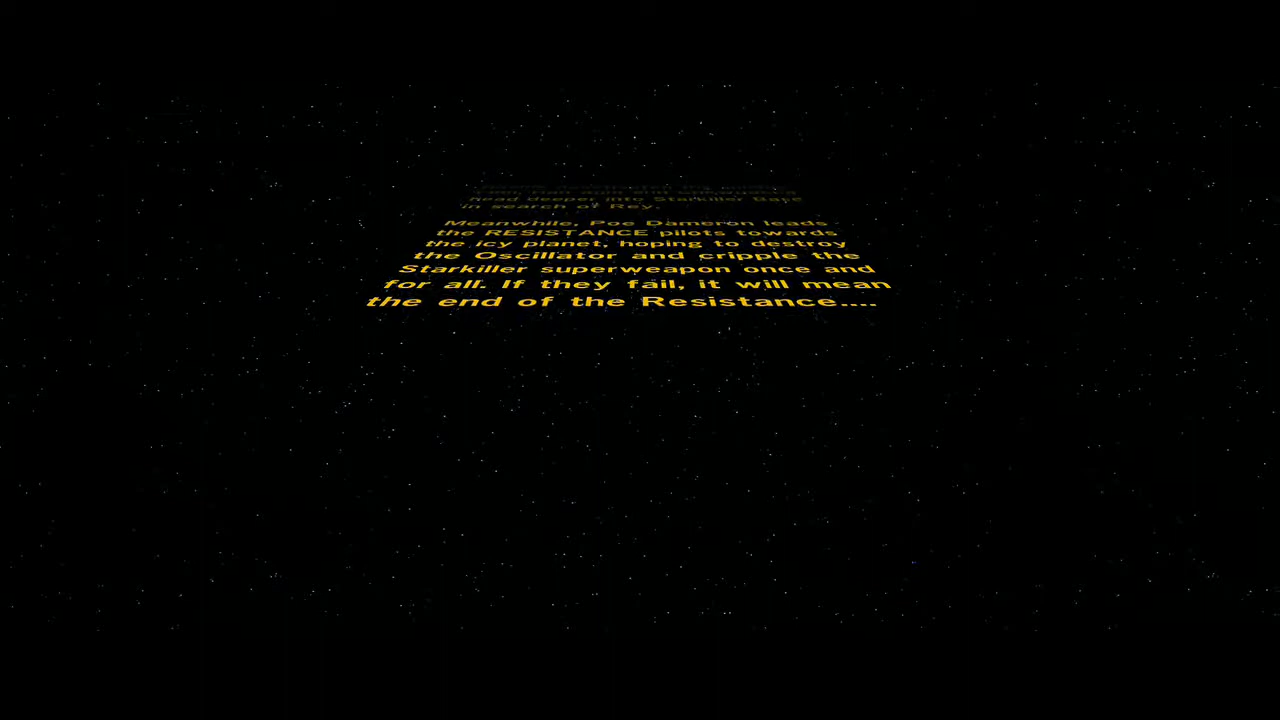 head deeper into Starkiller Base
in search of Rey.
Meanwhile, Poe Dameron leads
the RESISTANCE pilots towards
the icy planet, hoping to destroy
the Oscillator and cripple the
Starkiller superweapon once and
for all. If they fail, it will mean
the end of the Resistance....